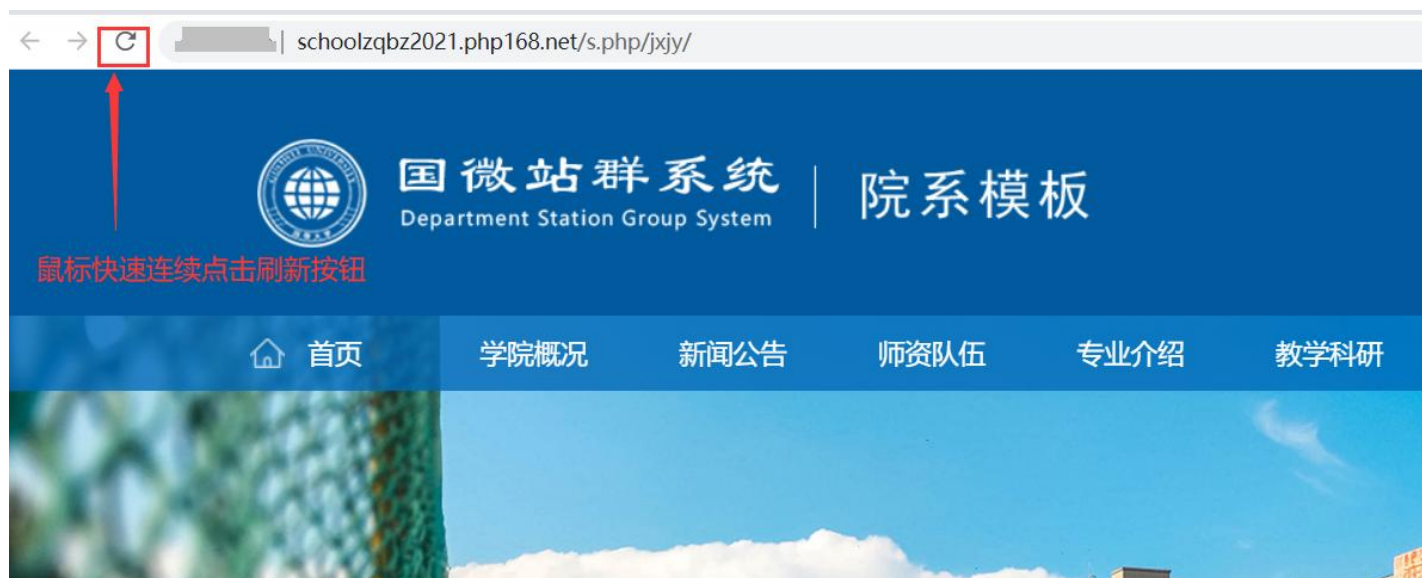 schoolzqbz2021.php168.net/s.php/jxjy/
国微站群系统
院系模板
Department Station Group System
鼠标快速连续点击刷新按钮
首页 学院概况 新闻公告 师资队伍 专业介绍 教学科研